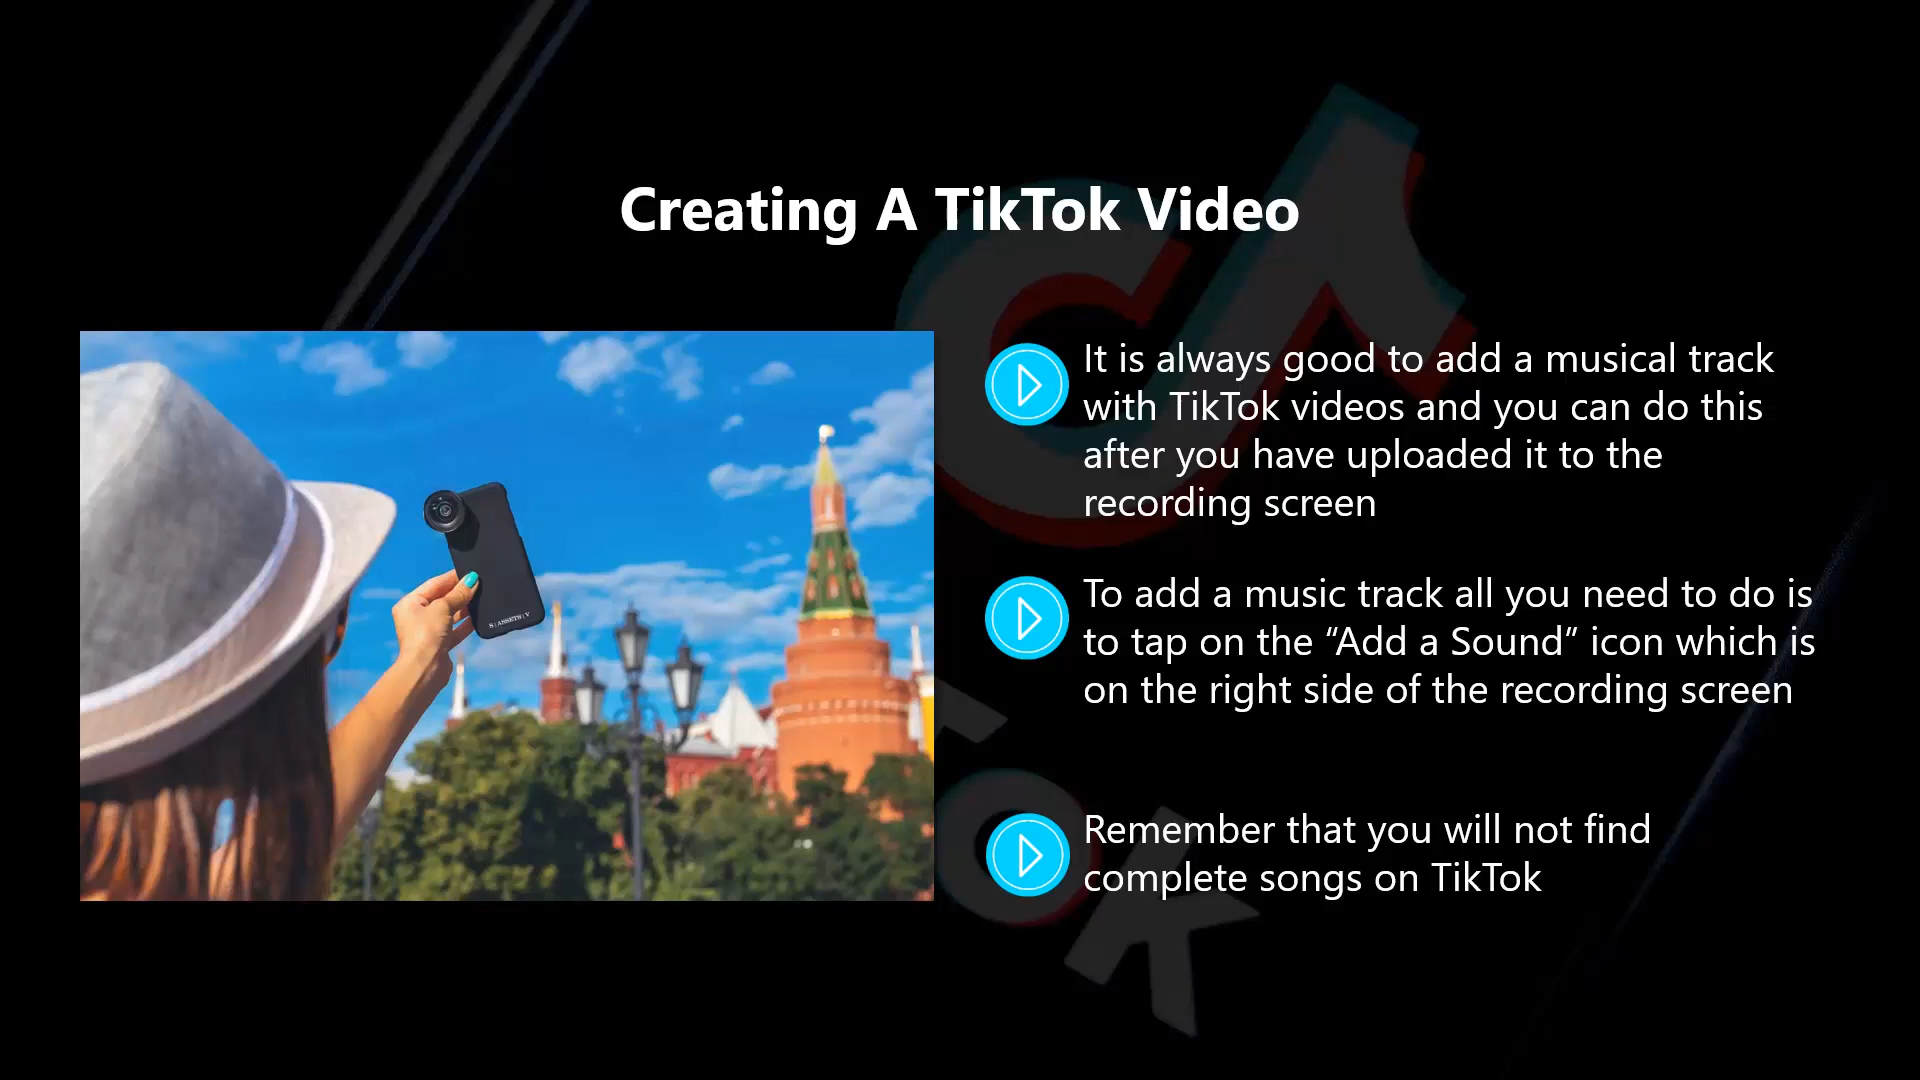 Creating A TikTok Video
It is always good to add a musical track
with TikTok videos and you can do this
after you have uploaded it to the
recording screen
To add a music track all you need to do is
to tap on the “Add a Sound” icon which is
on the right side of the recording screen
Remember that you will not find
complete songs on TikTok